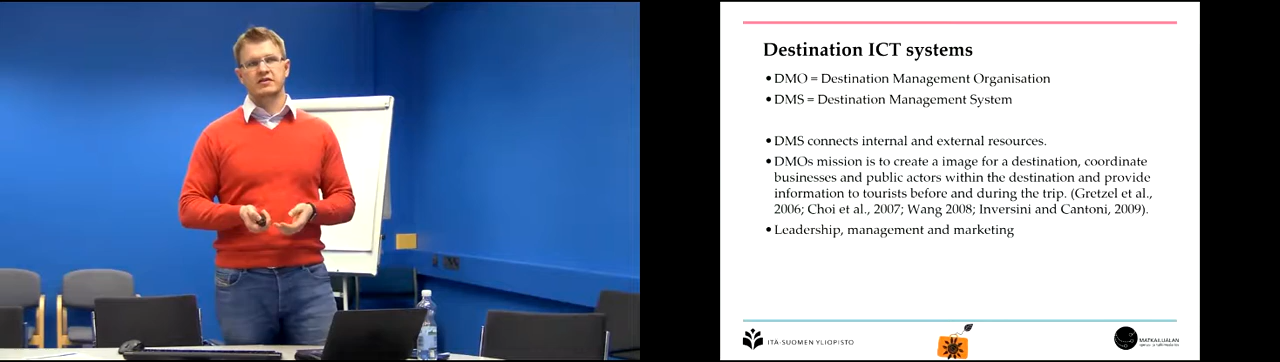 Destination ICT systems
• DMO = Destination Management Organisation
• DMS = Destination Management System
• DMS connects internal and external resources.
• DMOs mission is to create a image for a destination, coordinate
businesses and public actors within the destination and provide
information to tourists before and during the trip. (Gretzel et al.,
2006; Choi et al., 2007; Wang 2008; Inversini and Cantoni, 2009).
• Leadership, management and marketing
ITÄ-SUOMEN YLIOPISTO
MATKAILUALAN